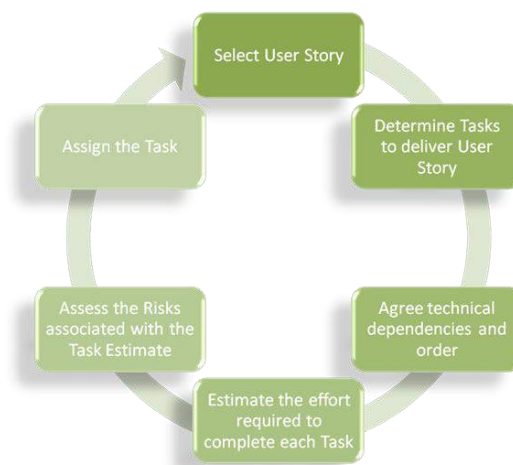 Select User Story
Determine Tasks
to deliver User
Story
Agree technical
dependencies and
order
Estimate the effort
required to
complete each Task
Assess the Risks
associated with the
Task Estimate
Assign the Task